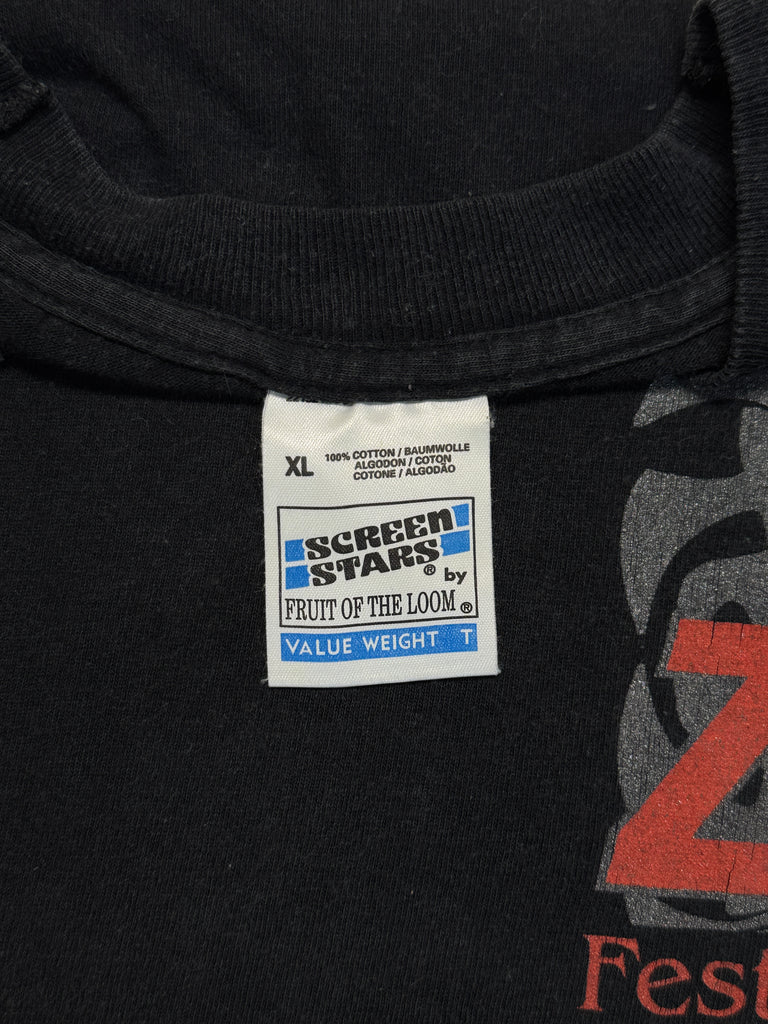 XL
100% COTTON / BAUMWOLLE
ALGODON / COTON
COTONE / ALGODÃO
SCREEN
STARS®
by
FRUIT OF THE LOOM®
VALUE WEIGHT T
Z
Fest